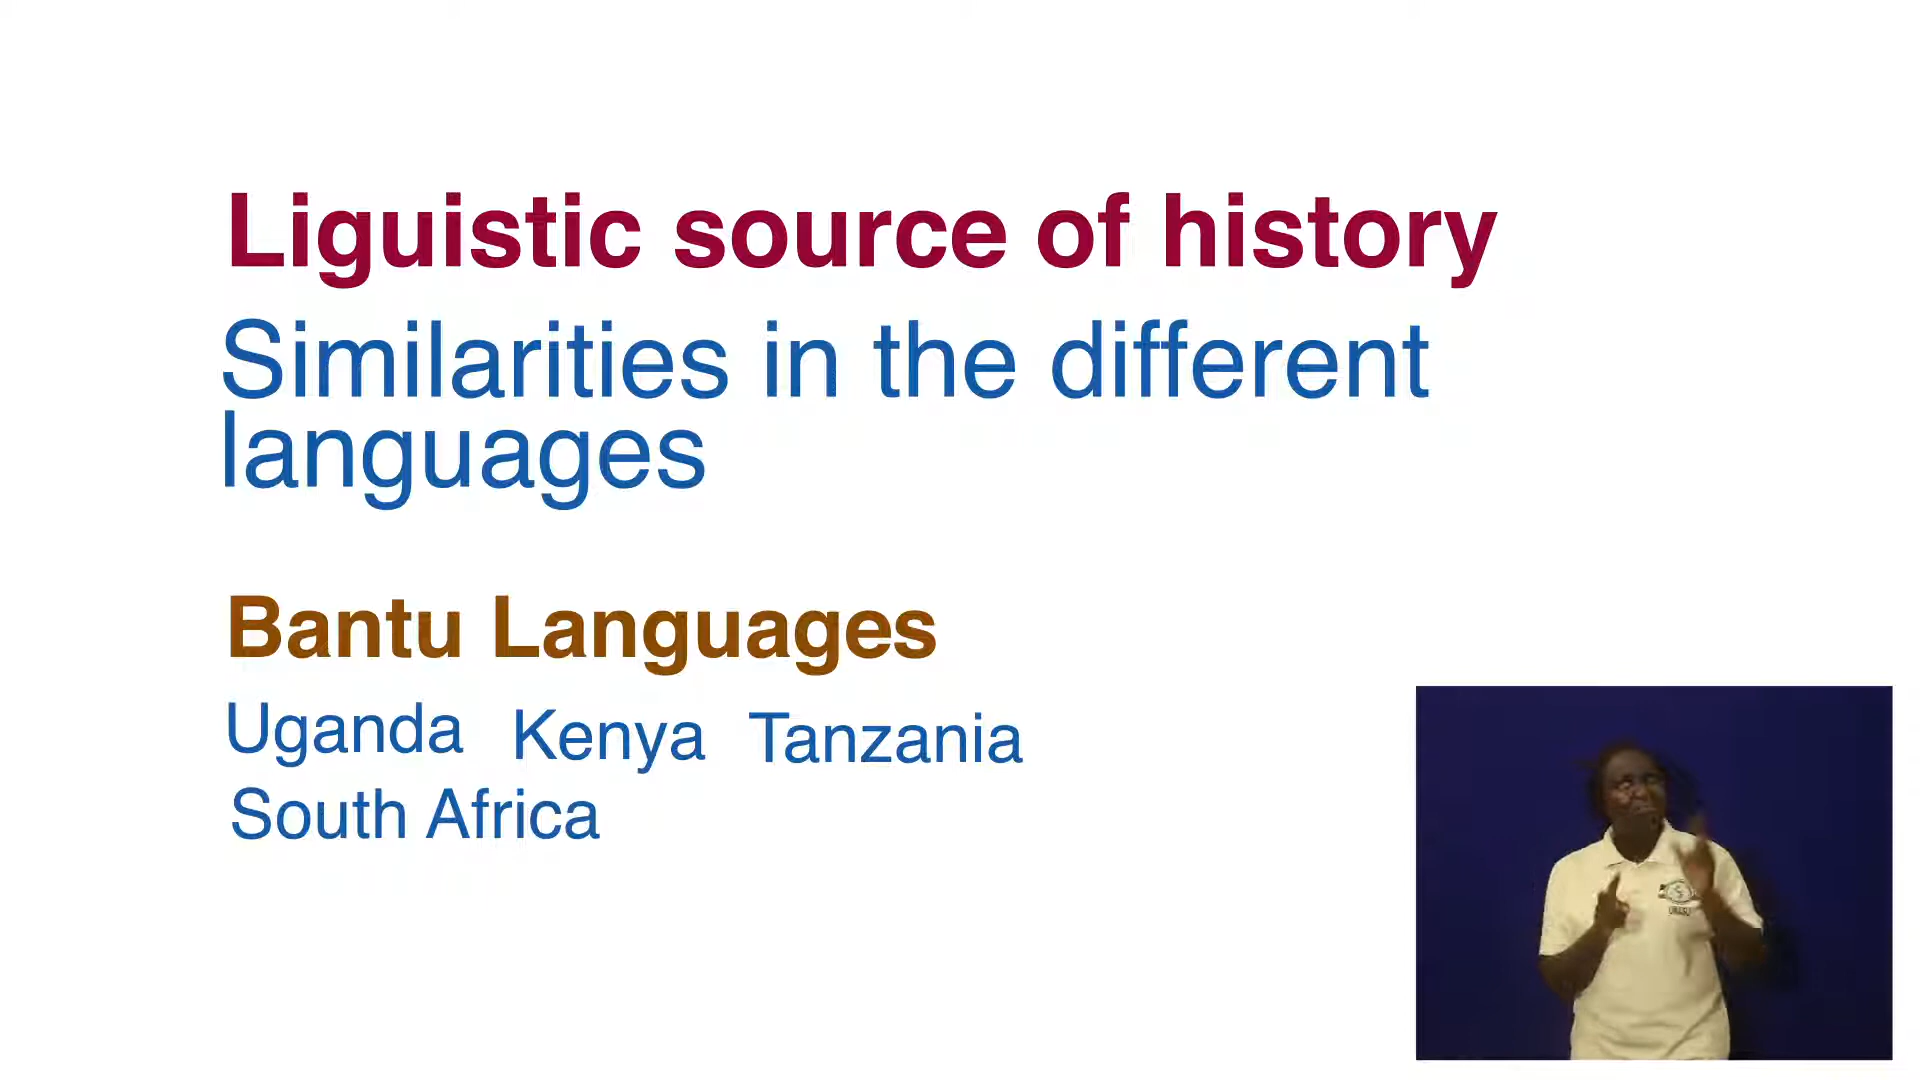 Liguistic source of history
Similarities in the different
languages
Bantu Languages
Uganda Kenya Tanzania
South Africa